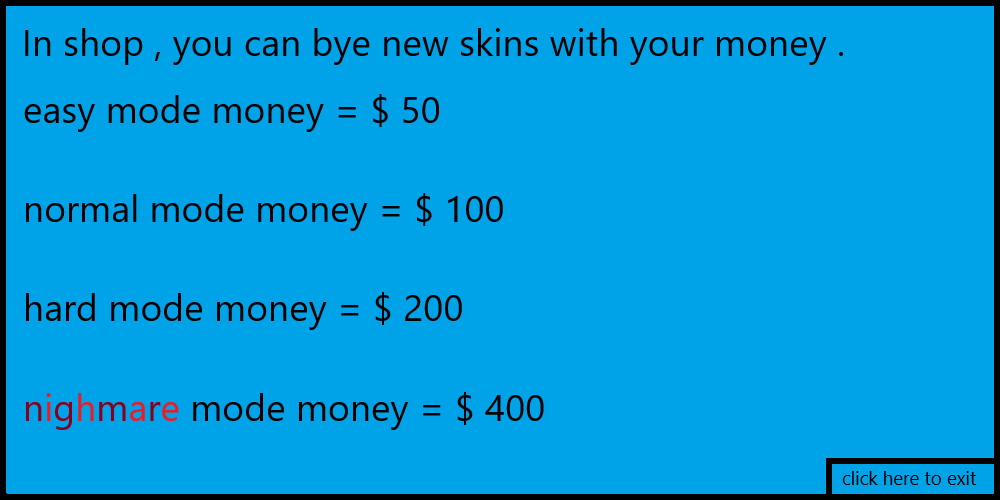 In shop , you can bye new skins with your money .
easy mode money = $ 50
normal mode money = $ 100
hard mode money = $ 200
nighmare mode money = $ 400
click here to exit